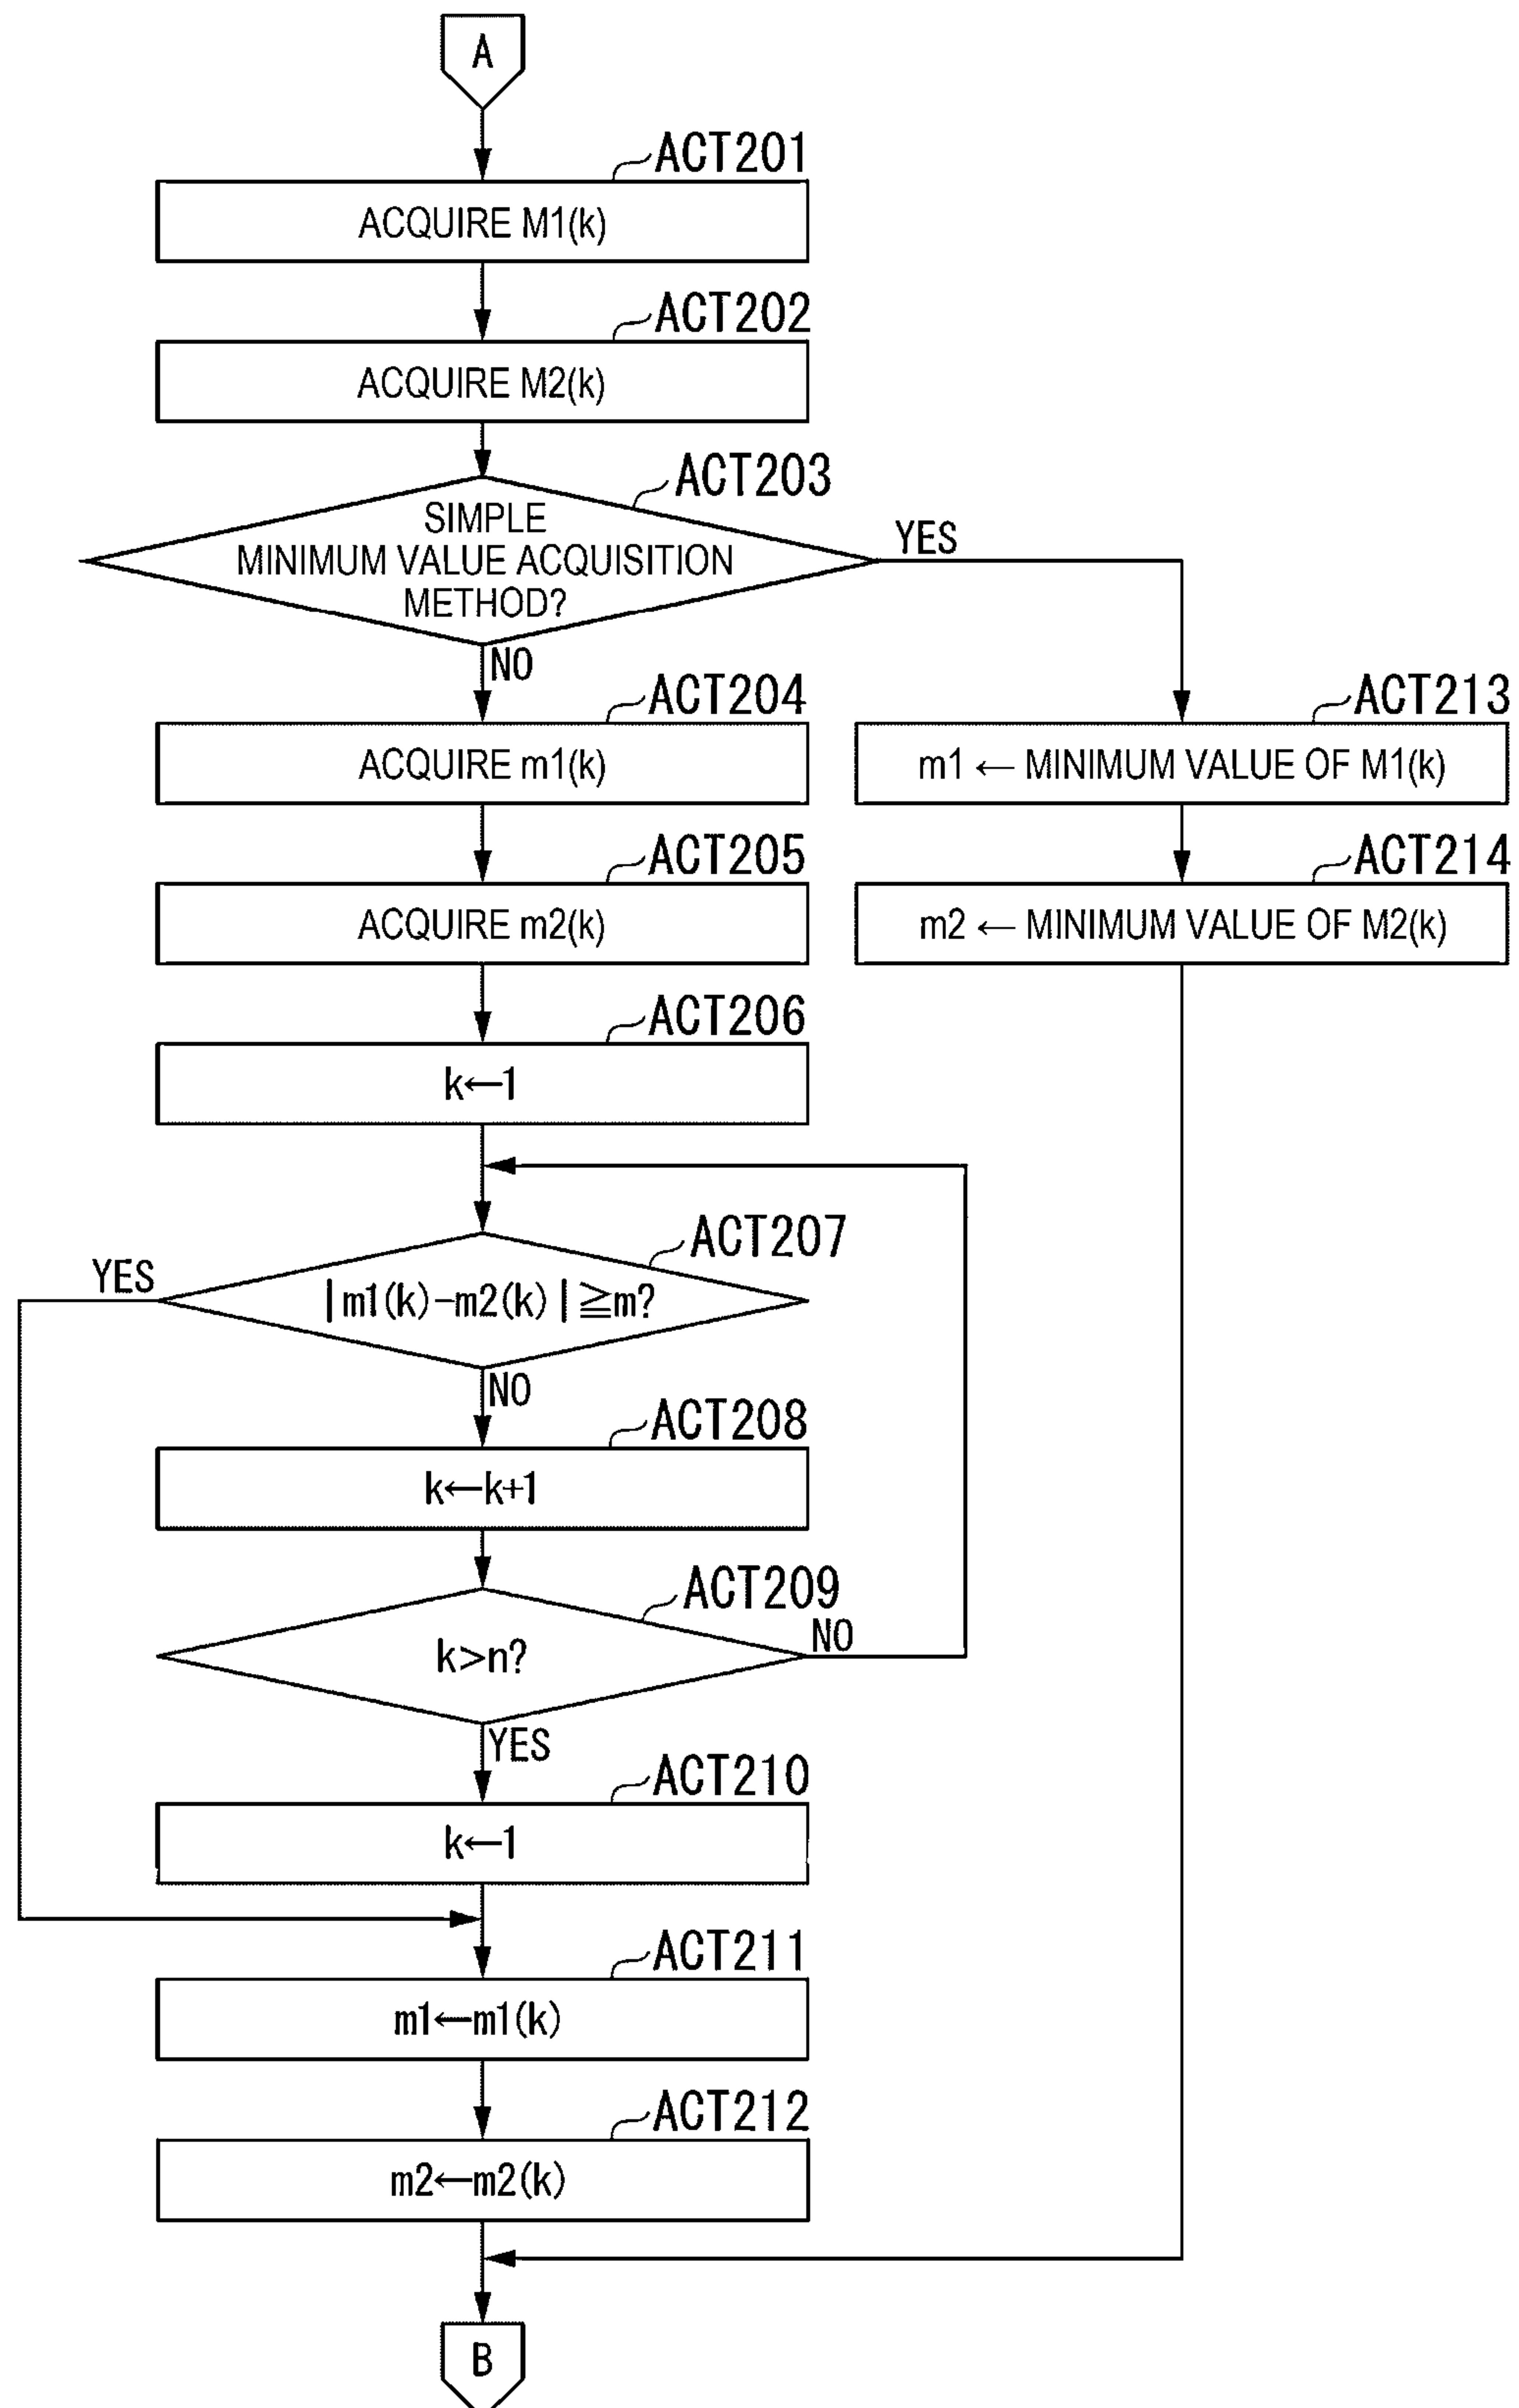 A
ACT201
ACQUIRE M1(k)
ACT202
ACQUIRE M2(k)
ACT203
SIMPLE
MINIMUM VALUE ACQUISITION
METHOD?
YES
NO
ACT204
ACQUIRE m1(k)
ACT213
m1 ← MINIMUM VALUE OF M1(k)
ACT205
ACQUIRE m2(k)
ACT214
m2 ← MINIMUM VALUE OF M2(k)
ACT206
k←1
ACT207
YES
|m1(k)-m2(k)|≧m?
NO
ACT208
k←k+1
ACT209
k>n?
NO
YES
ACT210
k←1
ACT211
m1←m1(k)
ACT212
m2←m2(k)
B